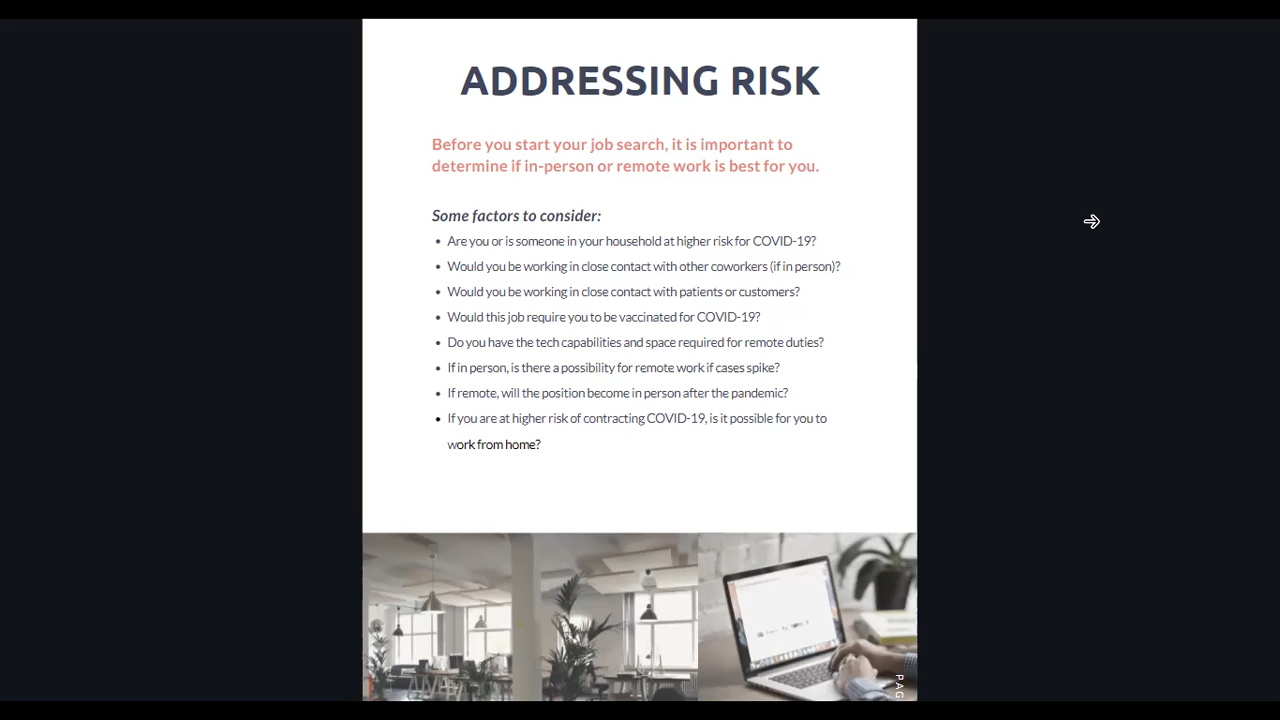 ADDRESSING RISK
Before you start your job search, it is important to
determine if in-person or remote work is best for you.
Some factors to consider:
• Are you or is someone in your household at higher risk for COVID-19?
• Would you be working in close contact with other coworkers (if in person)?
• Would you be working in close contact with patients or customers?
• Would this job require you to be vaccinated for COVID-19?
• Do you have the tech capabilities and space required for remote duties?
• If in person, is there a possibility for remote work if cases spike?
• If remote, will the position become in person after the pandemic?
• If you are at higher risk of contracting COVID-19, is it possible for you to
work from home?
PAG